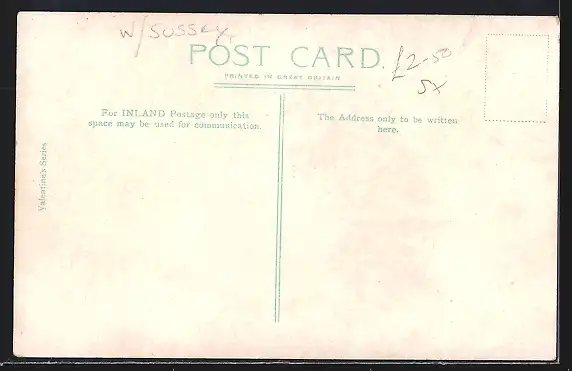 W/SUSSEX
POST CARD.
£2-50
PRINTED IN GREAT BRITAIN
SX
For INLAND Postage only this
space may be used for communication.
The Address only to be written
here.
Valentine's Series